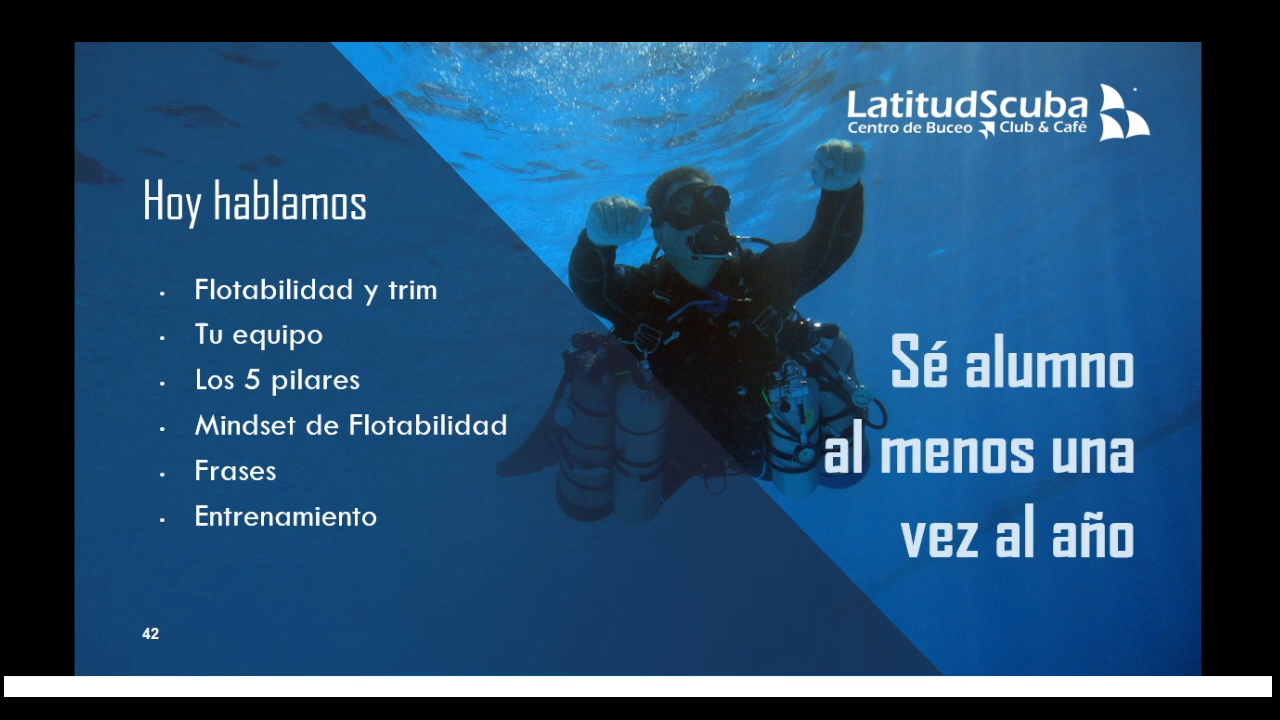 LatitudScuba
Centro de Buceo Club & Café
Hoy hablamos
• Flotabilidad y trim
• Tu equipo
• Los 5 pilares
• Mindset de Flotabilidad
• Frases
• Entrenamiento
Sé alumno
al menos una
vez al año
42